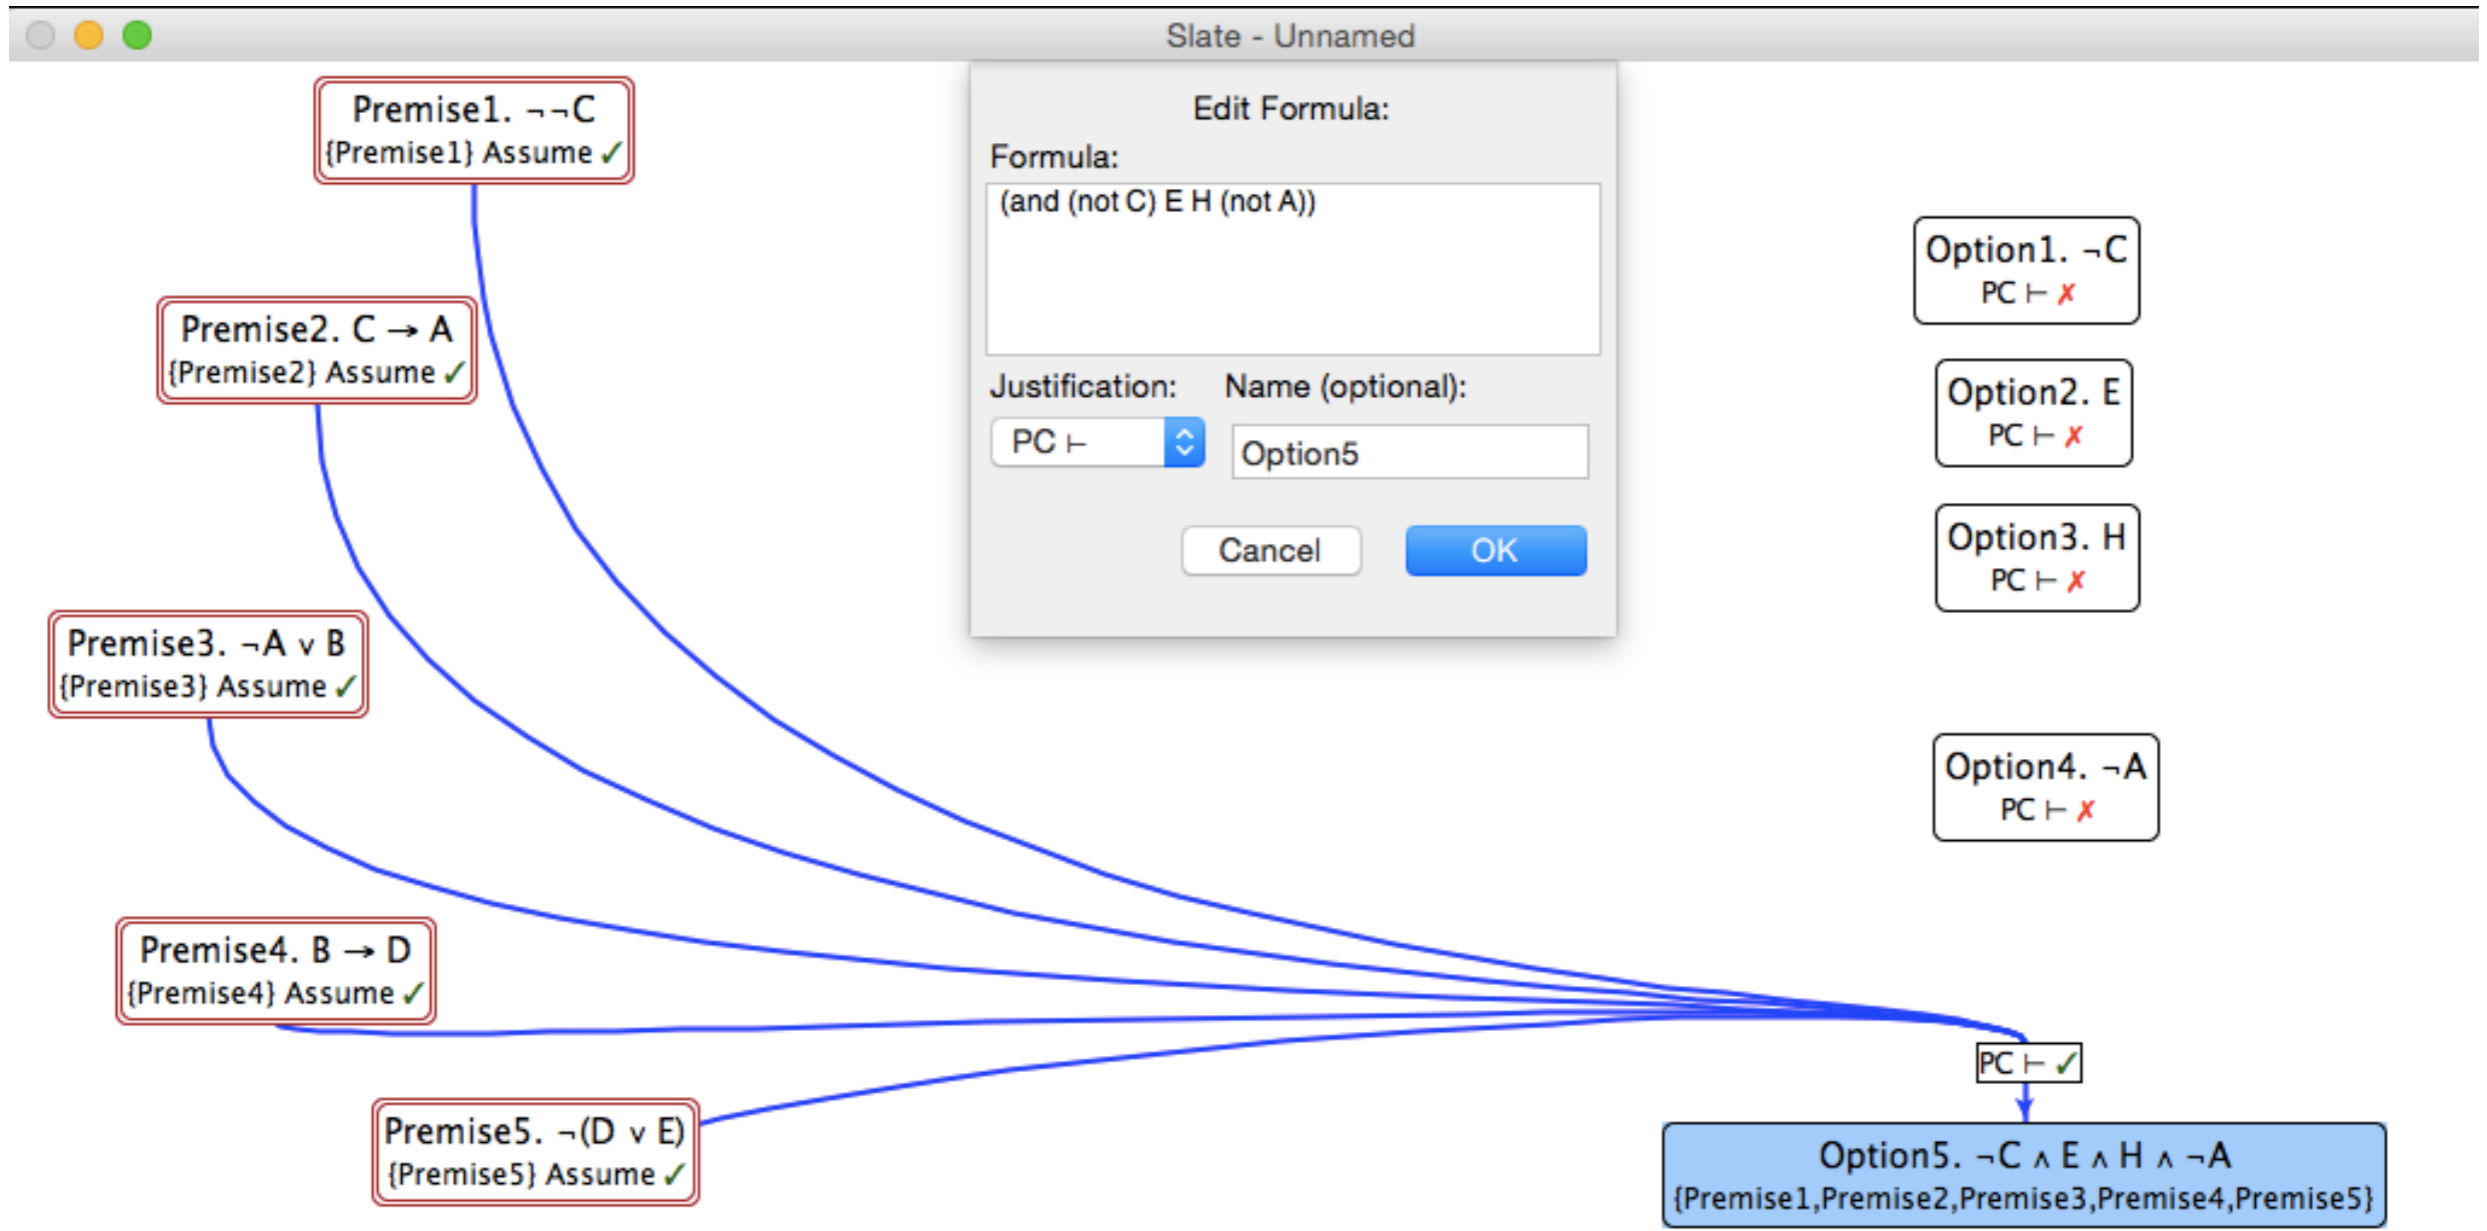 Slate - Unnamed
Premise1. ¬¬C
{Premise1} Assume ✓
Premise2. C → A
{Premise2} Assume ✓
Premise3. ¬A ∨ B
{Premise3} Assume ✓
Premise4. B → D
{Premise4} Assume ✓
Premise5. ¬(D ∨ E)
{Premise5} Assume ✓
Edit Formula:
Formula:
(and (not C) E H (not A))
Justification: Name (optional):
PC ⊢ Option5
Cancel OK
Option1. ¬C
PC ⊢ ✗
Option2. E
PC ⊢ ✗
Option3. H
PC ⊢ ✗
Option4. ¬A
PC ⊢ ✗
PC ⊢ ✓
Option5. ¬C ∧ E ∧ H ∧ ¬A
{Premise1,Premise2,Premise3,Premise4,Premise5}